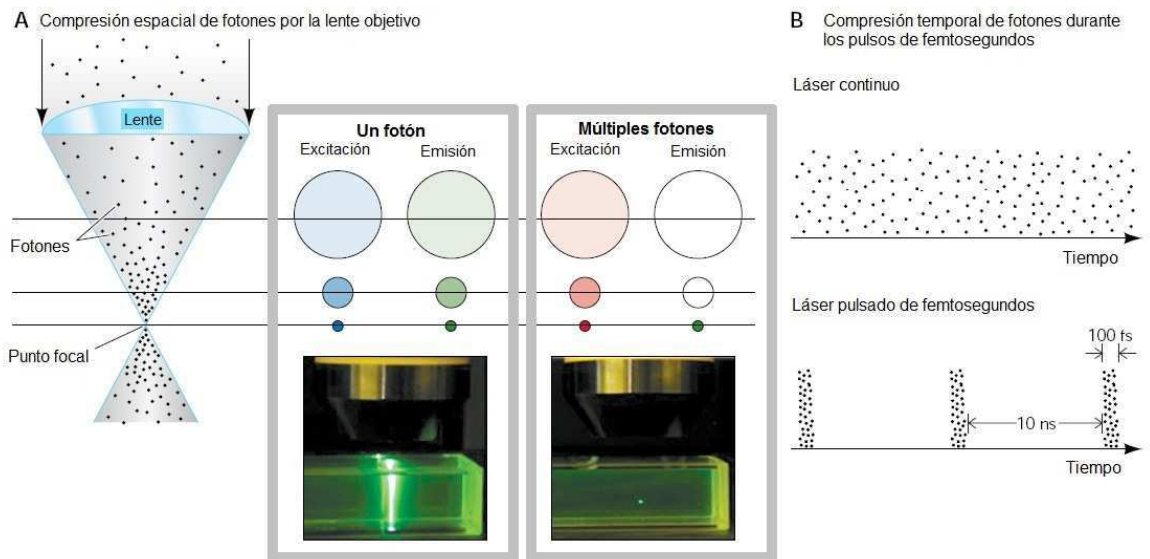 A Compresión espacial de fotones por la lente objetivo
Lente
Fotones
Punto focal
Un fotón
Excitación Emisión
Múltiples fotones
Excitación Emisión
B Compresión temporal de fotones durante
los pulsos de femtosegundos
Láser continuo
Tiempo
Láser pulsado de femtosegundos
100 fs
10 ns
Tiempo